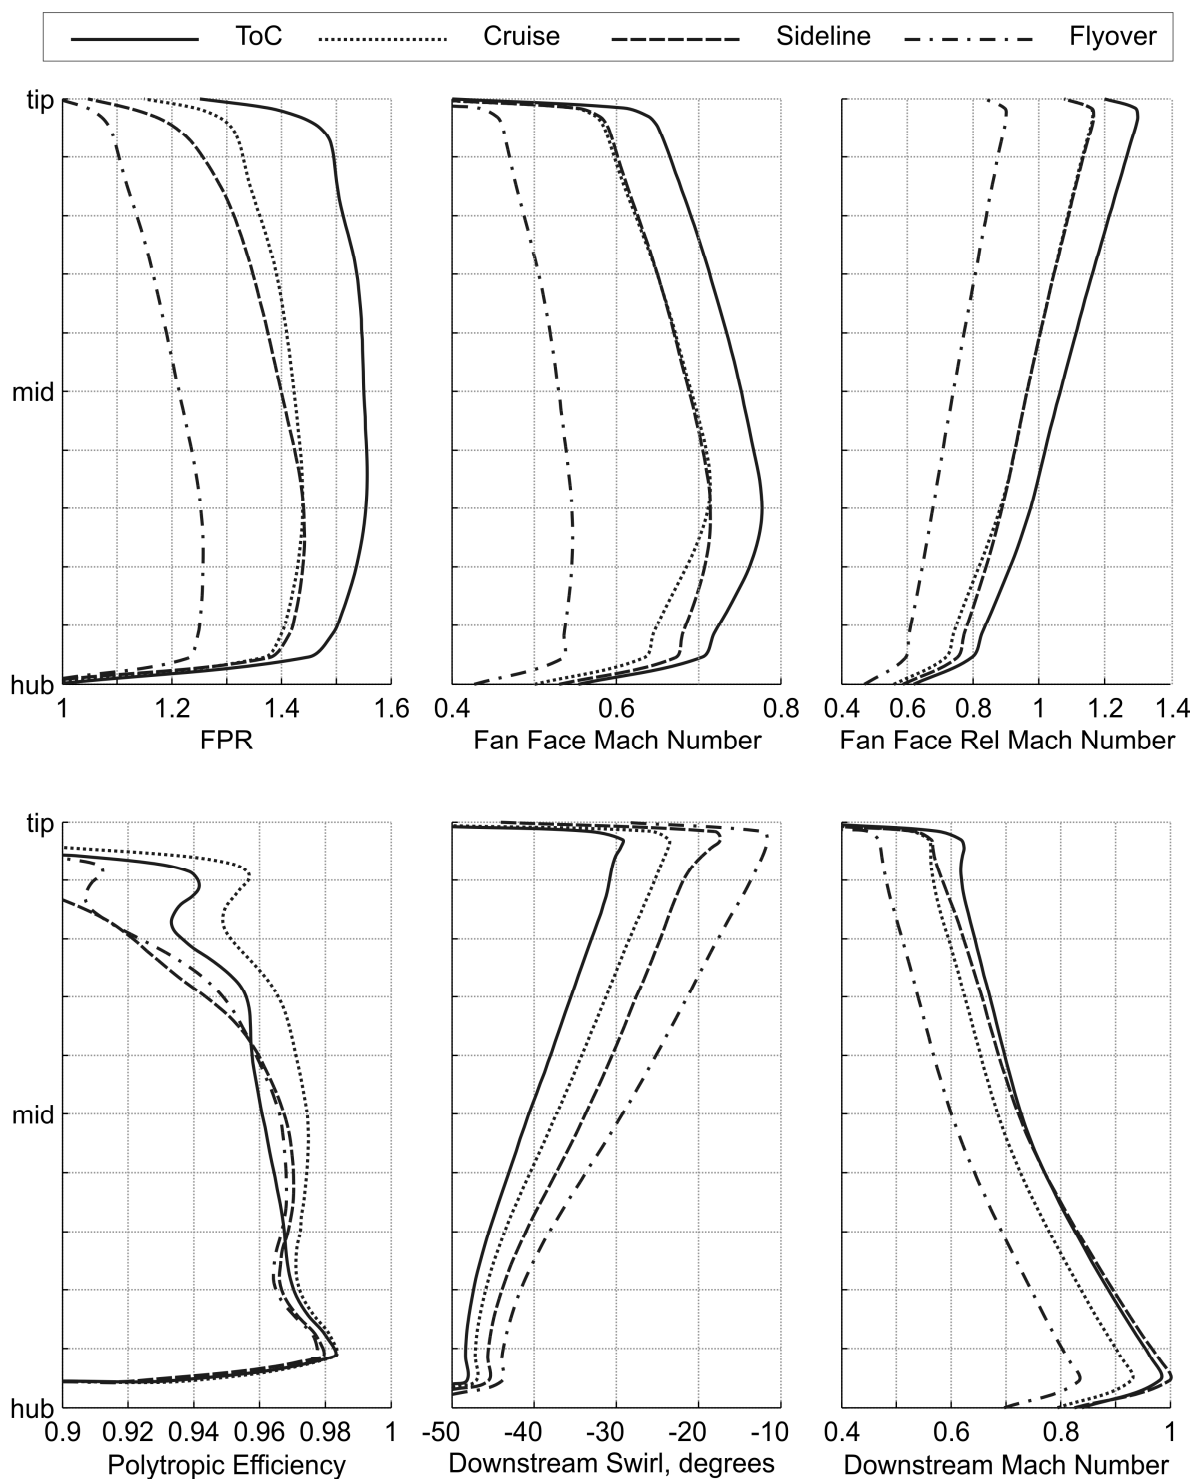 ToC Cruise Sideline Flyover
tip
mid
hub
1 1.2 1.4 1.6 0.4 0.6 0.8 0.4 0.6 0.8 1 1.2 1.4
FPR Fan Face Mach Number Fan Face Rel Mach Number
tip
mid
hub
0.9 0.92 0.94 0.96 0.98 1 -50 -40 -30 -20 -10 0.4 0.6 0.8 1
Polytropic Efficiency Downstream Swirl, degrees Downstream Mach Number